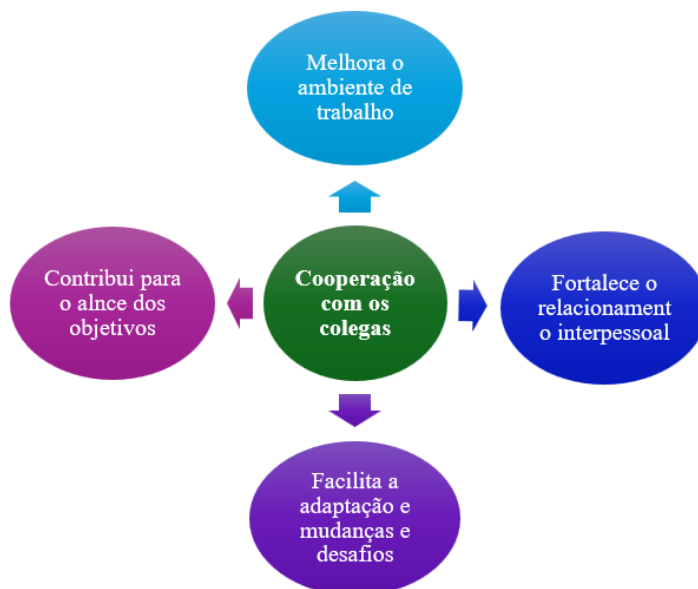 Melhora o
ambiente de
trabalho
Contribui para
o alnce dos
objetivos
Cooperação
com os
colegas
Fortalece o
relacionament
o interpessoal
Facilita a
adaptação e
mudanças e
desafios